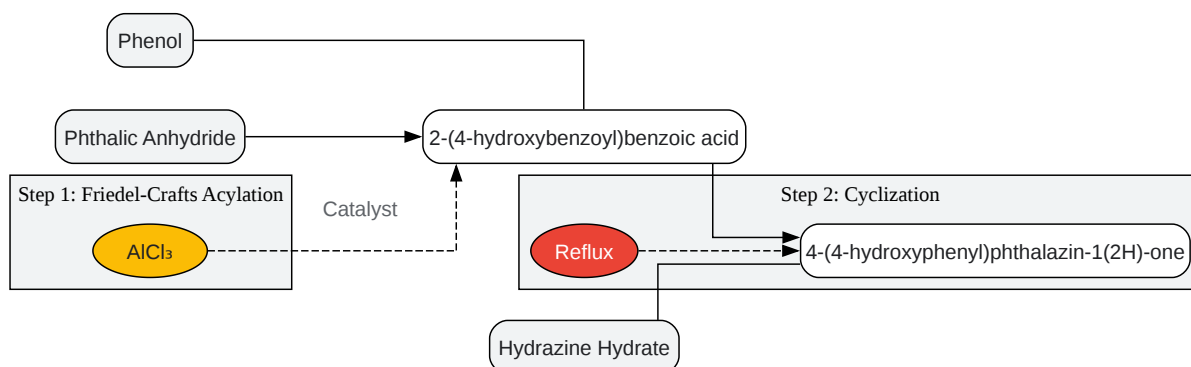 Phenol
Phthalic Anhydride
2-(4-hydroxybenzoyl)benzoic acid
Step 1: Friedel-Crafts Acylation
Catalyst
AlCl₃
Step 2: Cyclization
Reflux
4-(4-hydroxyphenyl)phthalazin-1(2H)-one
Hydrazine Hydrate